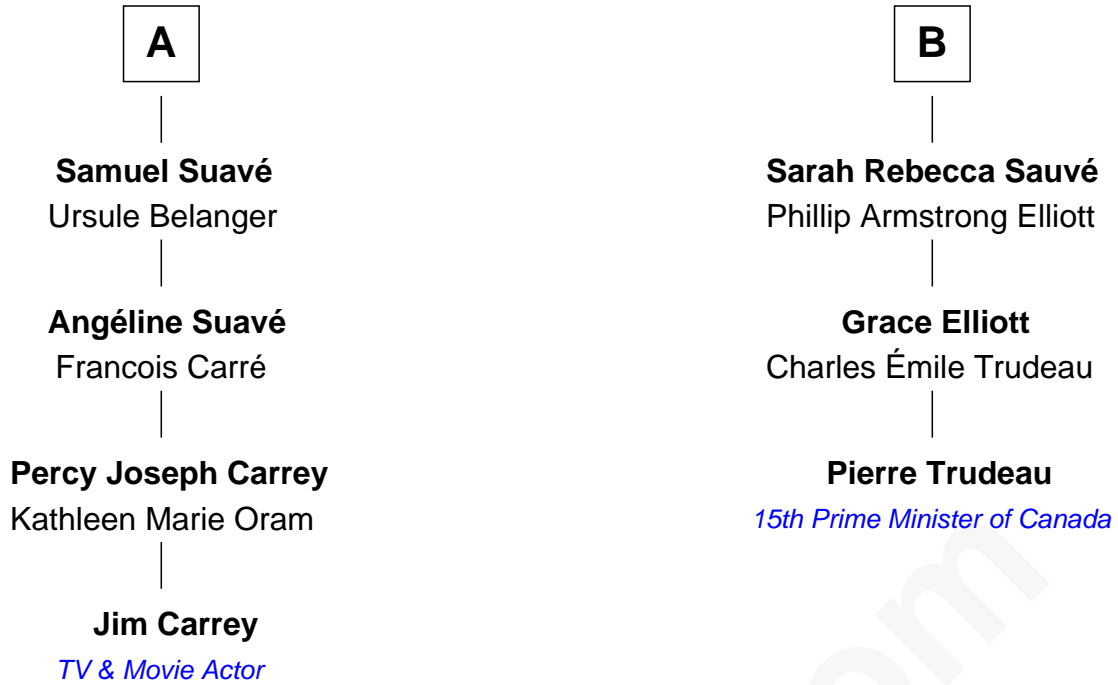 A
Samuel Suavé
Ursule Belanger
Angéline Suavé
Francois Carré
Percy Joseph Carrey
Kathleen Marie Oram
Jim Carrey
TV & Movie Actor
B
Sarah Rebecca Sauvé
Phillip Armstrong Elliott
Grace Elliott
Charles Émile Trudeau
Pierre Trudeau
15th Prime Minister of Canada
om